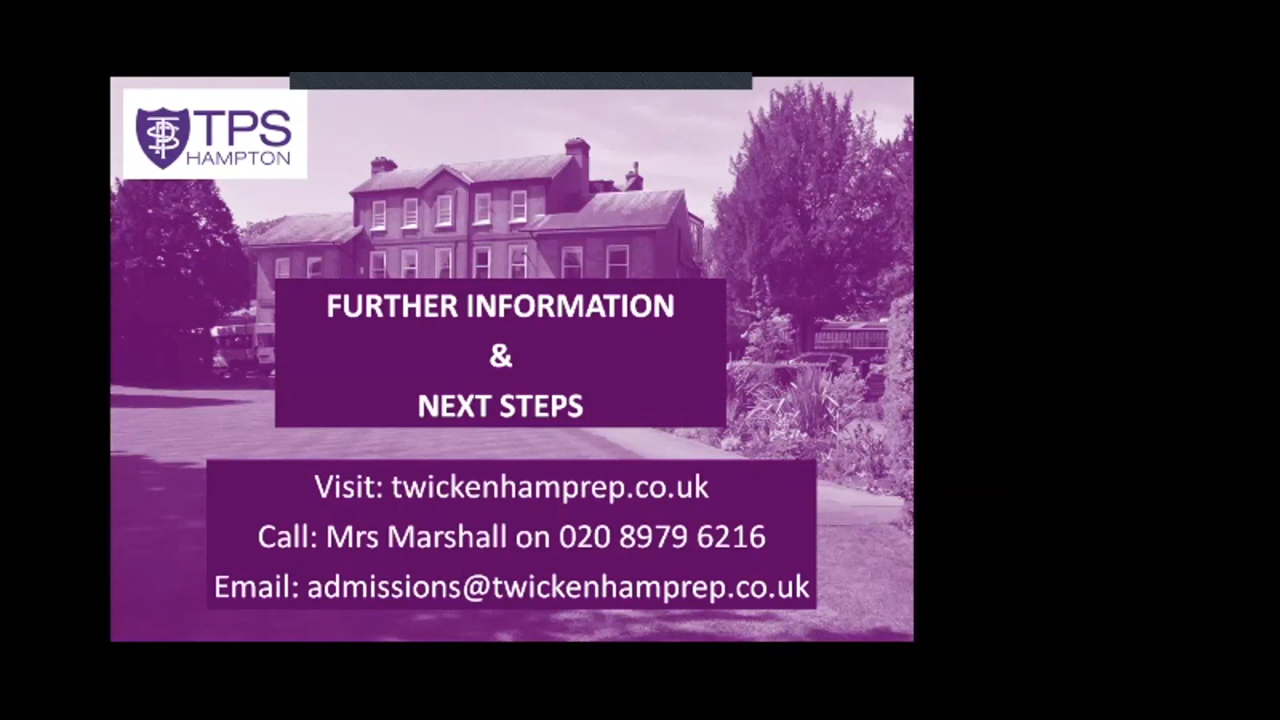 TPS
HAMPTON
FURTHER INFORMATION
&
NEXT STEPS
Visit: twickenhamprep.co.uk
Call: Mrs Marshall on 020 8979 6216
Email: admissions@twickenhamprep.co.uk